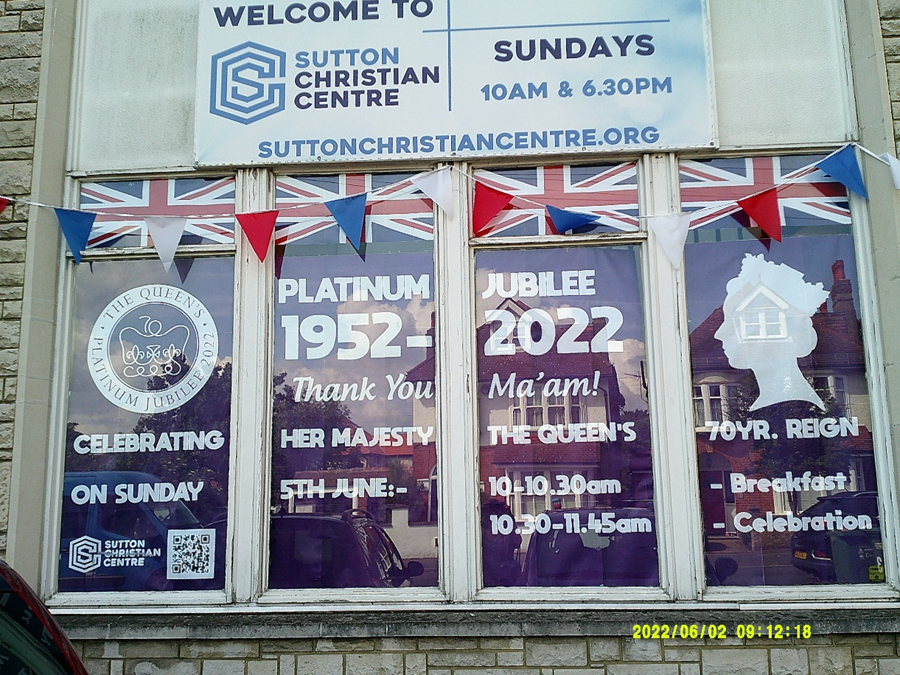 WELCOME TO
SUTTON
CHRISTIAN
CENTRE
SUNDAYS
10AM & 6.30PM
SUTTONCHRISTIANCENTRE.ORG
THE QUEEN'S
PLATINUM JUBILEE 2022
70
PLATINUM JUBILEE
1952- 2022
Thank You Ma'am!
CELEBRATING HER MAJESTY THE QUEEN'S 70YR. REIGN
ON SUNDAY 5TH JUNE:- 10-10.30am - Breakfast
10.30-11.45am - Celebration
SUTTON
CHRISTIAN
CENTRE
2022/06/02 09:12:18